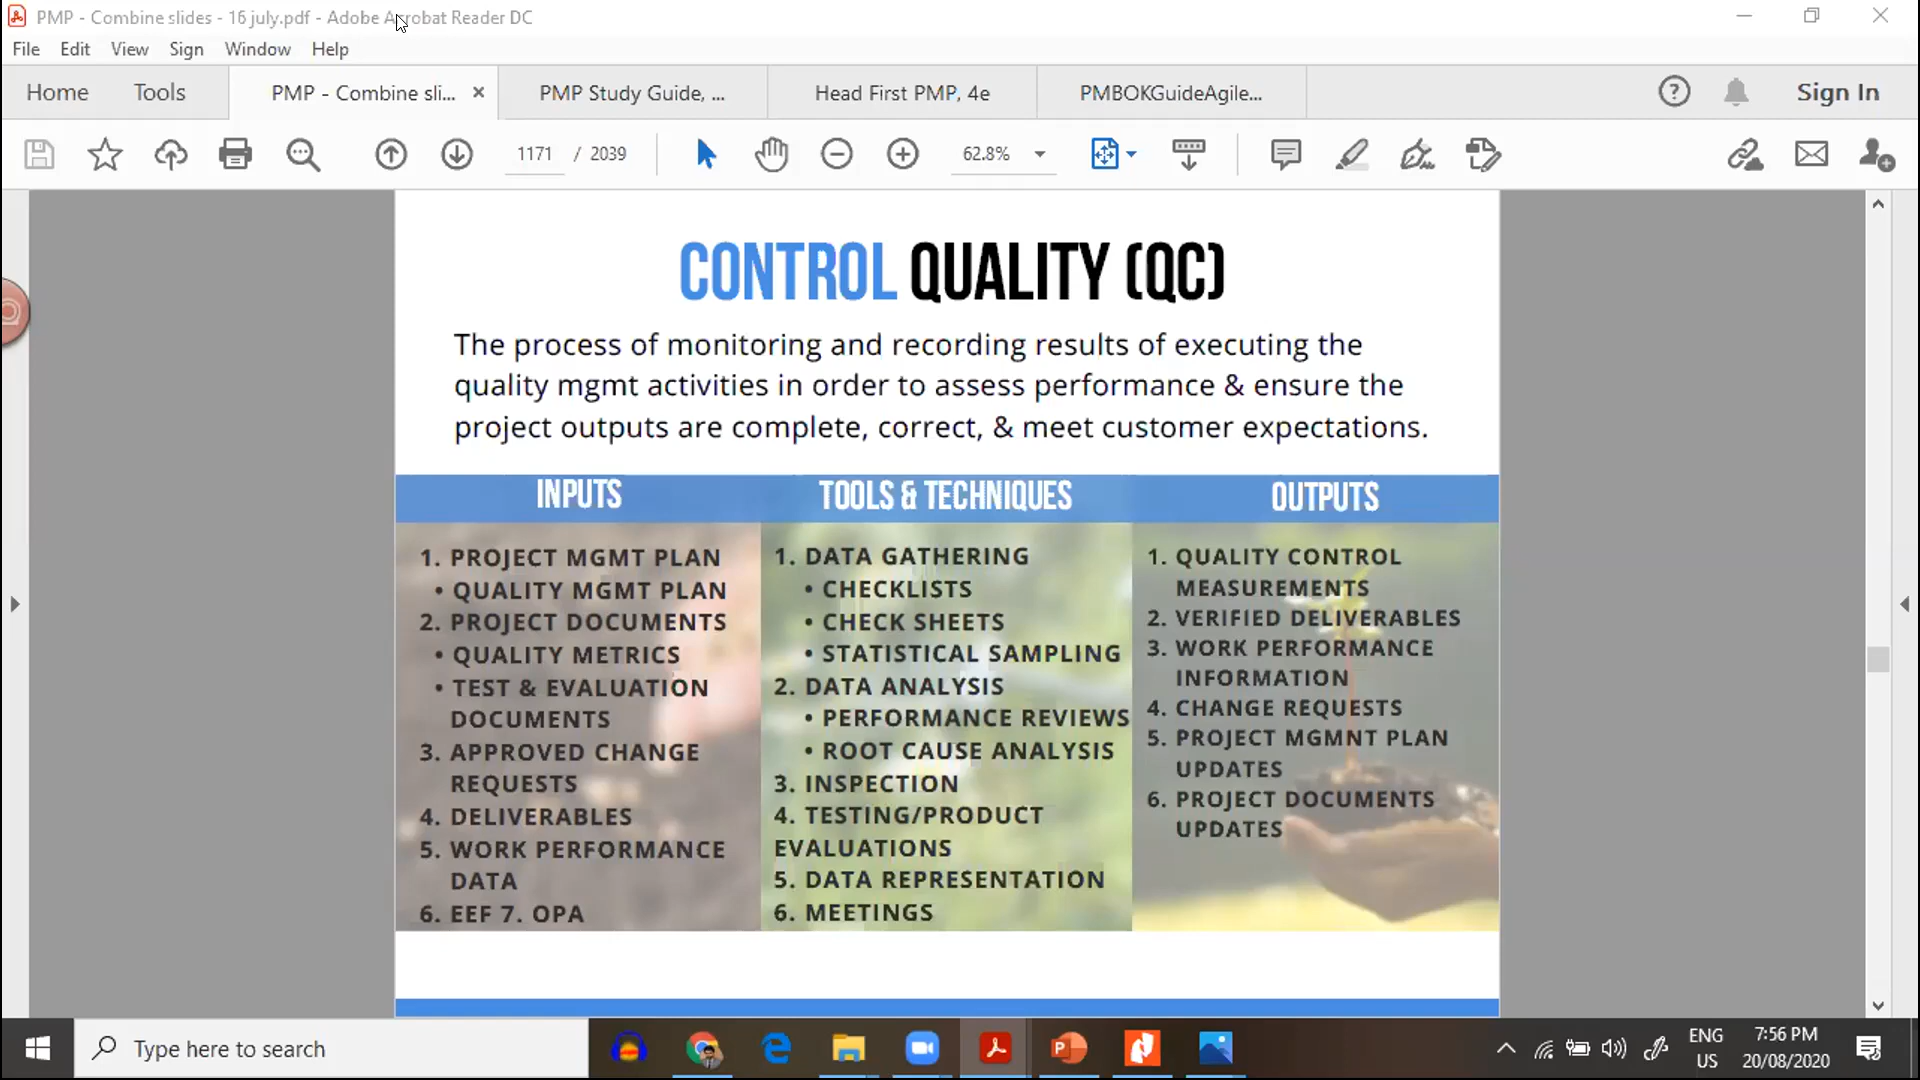 PMP - Combine slides - 16 july.pdf - Adobe Acrobat Reader DC
File Edit View Sign Window Help
Home Tools PMP - Combine sli... × PMP Study Guide, ... Head First PMP, 4e PMBOKGuideAgile... Sign In
1171 / 2039 62.8%
CONTROL QUALITY (QC)
The process of monitoring and recording results of executing the
quality mgmt activities in order to assess performance & ensure the
project outputs are complete, correct, & meet customer expectations.
INPUTS
1. PROJECT MGMT PLAN
• QUALITY MGMT PLAN
2. PROJECT DOCUMENTS
• QUALITY METRICS
• TEST & EVALUATION
DOCUMENTS
3. APPROVED CHANGE
REQUESTS
4. DELIVERABLES
5. WORK PERFORMANCE
DATA
6. EEF 7. OPA
TOOLS & TECHNIQUES
1. DATA GATHERING
• CHECKLISTS
• CHECK SHEETS
• STATISTICAL SAMPLING
2. DATA ANALYSIS
• PERFORMANCE REVIEWS
• ROOT CAUSE ANALYSIS
3. INSPECTION
4. TESTING/PRODUCT
EVALUATIONS
5. DATA REPRESENTATION
6. MEETINGS
OUTPUTS
1. QUALITY CONTROL
MEASUREMENTS
2. VERIFIED DELIVERABLES
3. WORK PERFORMANCE
INFORMATION
4. CHANGE REQUESTS
5. PROJECT MGMNT PLAN
UPDATES
6. PROJECT DOCUMENTS
UPDATES
Type here to search
ENG
US
7:56 PM
20/08/2020